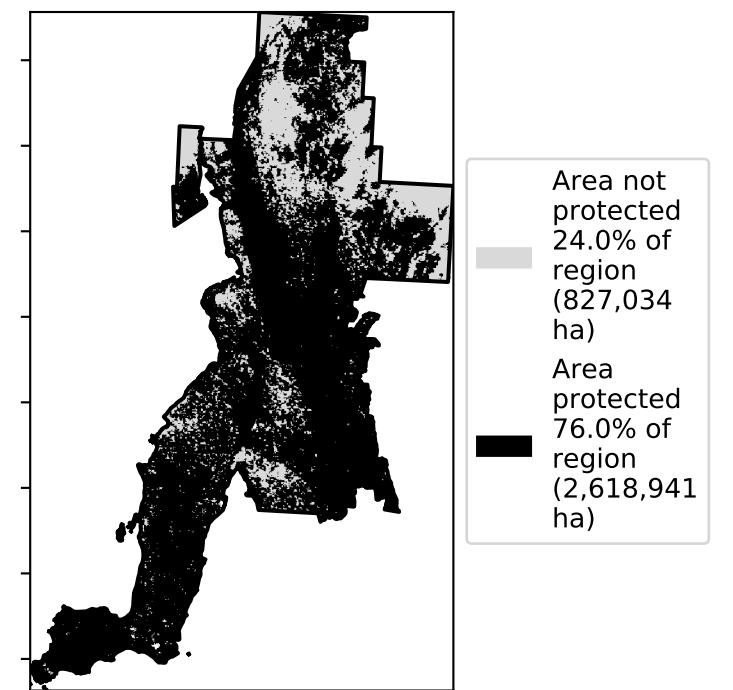 Area not
protected
24.0% of
region
(827,034
ha)
Area
protected
76.0% of
region
(2,618,941
ha)